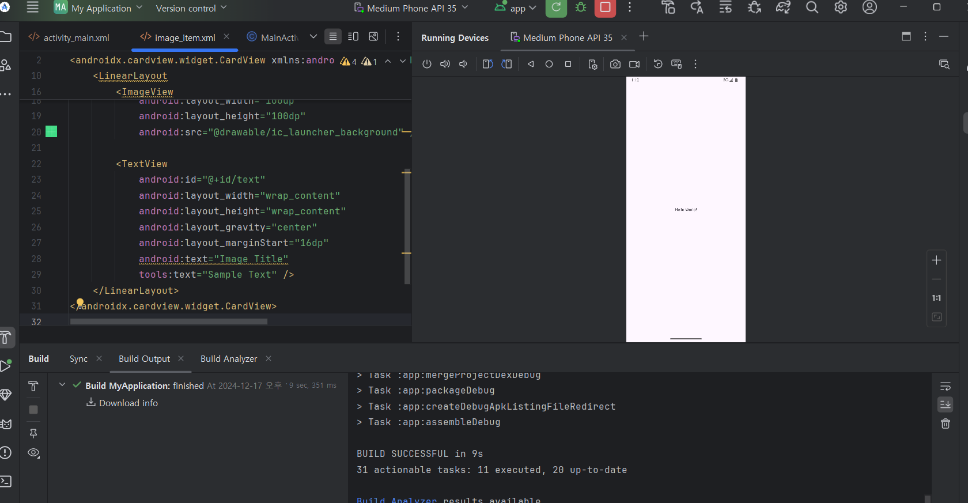 MA My Application Version control Medium Phone API 35 app
activity_main.xml image_item.xml MainActi
Running Devices Medium Phone API 35
2 <androidx.cardview.widget.CardView xmlns:andro 4 1
10 <LinearLayout
16 <ImageView
18 android:layout_width="100dp"
19 android:layout_height="100dp"
20 android:src="@drawable/ic_launcher_background"
21
22 <TextView
23 android:id="@+id/text"
24 android:layout_width="wrap_content"
25 android:layout_height="wrap_content"
26 android:layout_gravity="center"
27 android:layout_marginStart="16dp"
28 android:text="Image Title"
29 tools:text="Sample Text" />
30 </LinearLayout>
31 </androidx.cardview.widget.CardView>
32
1:1
Build Sync Build Output Build Analyzer
Build MyApplication: finished At 2024-12-17 9 sec, 351 ms
Download info
> Task :app:mergeProjectDexDebug
> Task :app:packageDebug
> Task :app:createDebugApkListingFileRedirect
> Task :app:assembleDebug
BUILD SUCCESSFUL in 9s
31 actionable tasks: 11 executed, 20 up-to-date
Build Analyzer results available